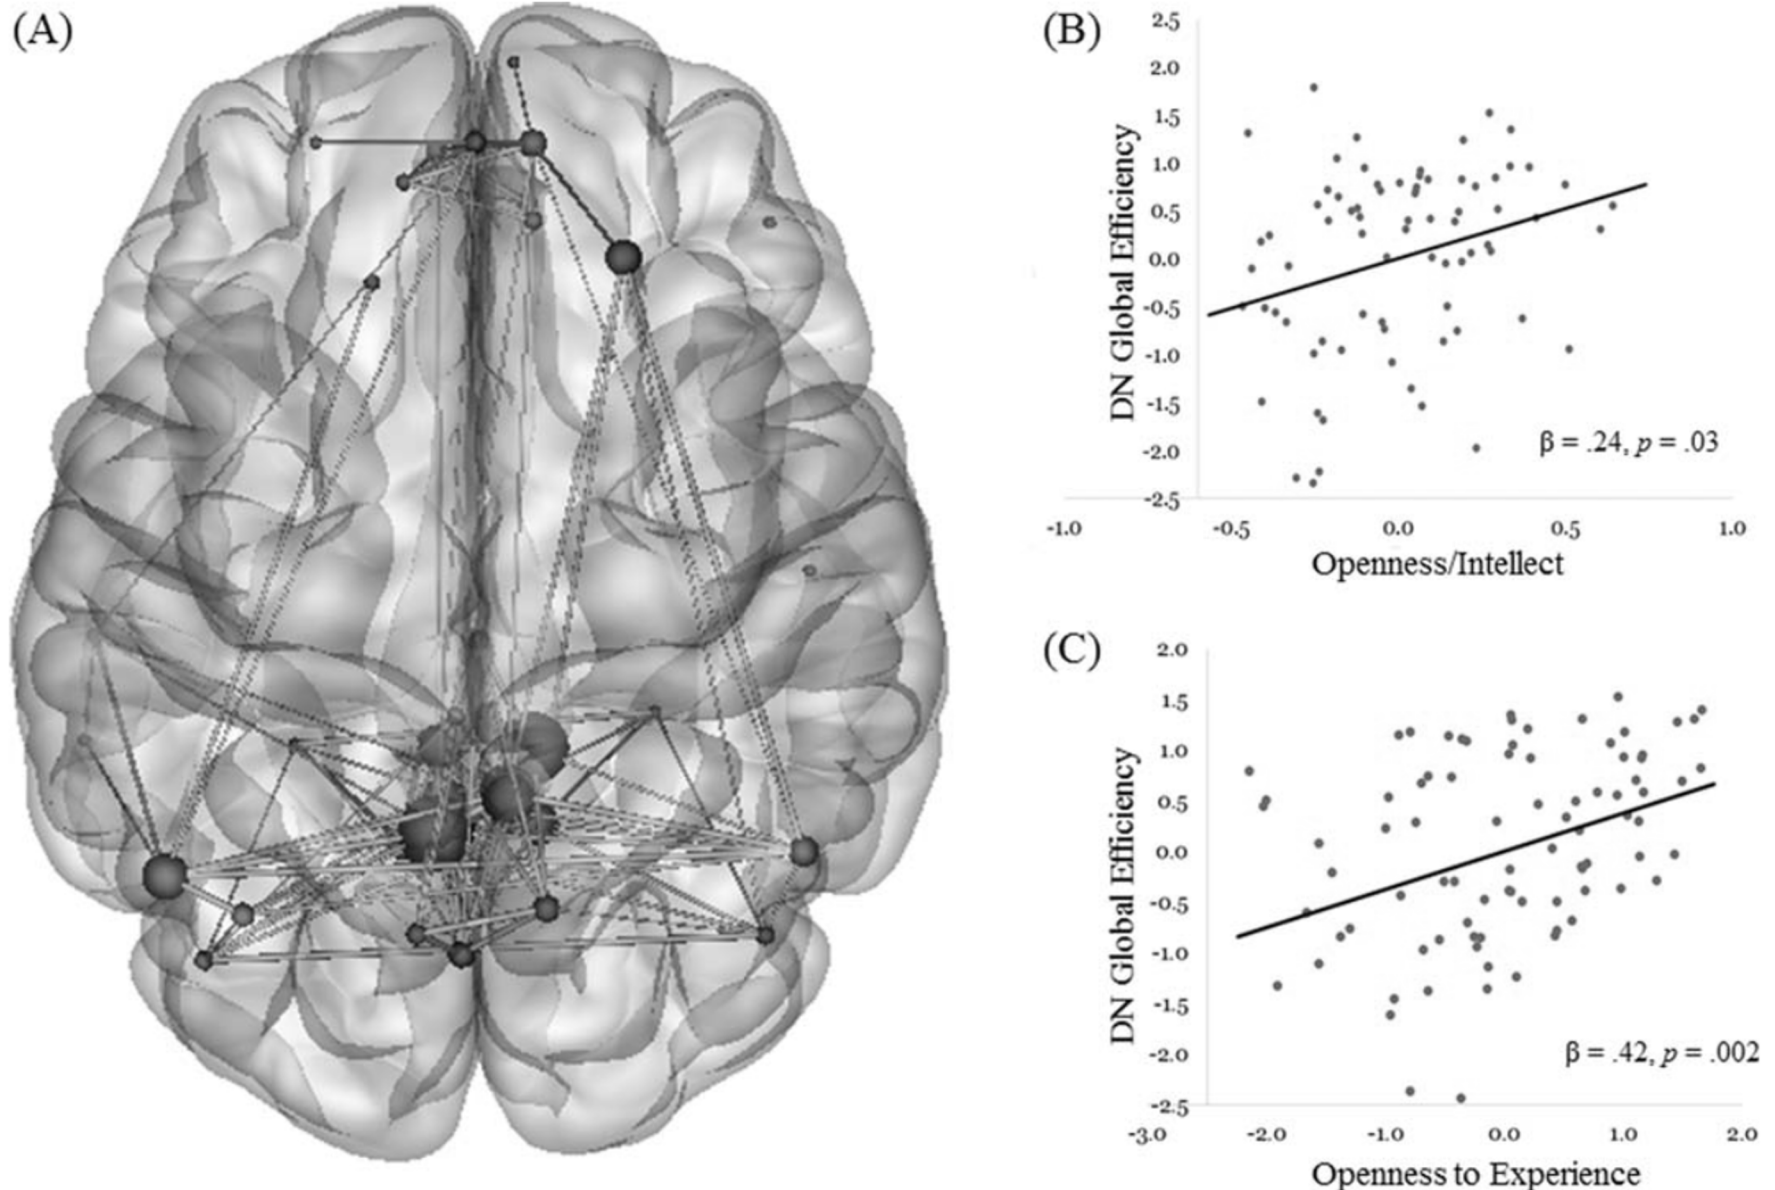 (A)
(B)
2.5
2.0
1.5
1.0
0.5
0.0
-0.5
-1.0
-1.5
-2.0
-2.5
DN Global Efficiency
β = .24, p = .03
-1.0 -0.5 0.0 0.5 1.0
Openness/Intellect
(C)
2.0
1.5
1.0
0.5
0.0
-0.5
-1.0
-1.5
-2.0
-2.5
DN Global Efficiency
β = .42, p = .002
-3.0 -2.0 -1.0 0.0 1.0 2.0
Openness to Experience